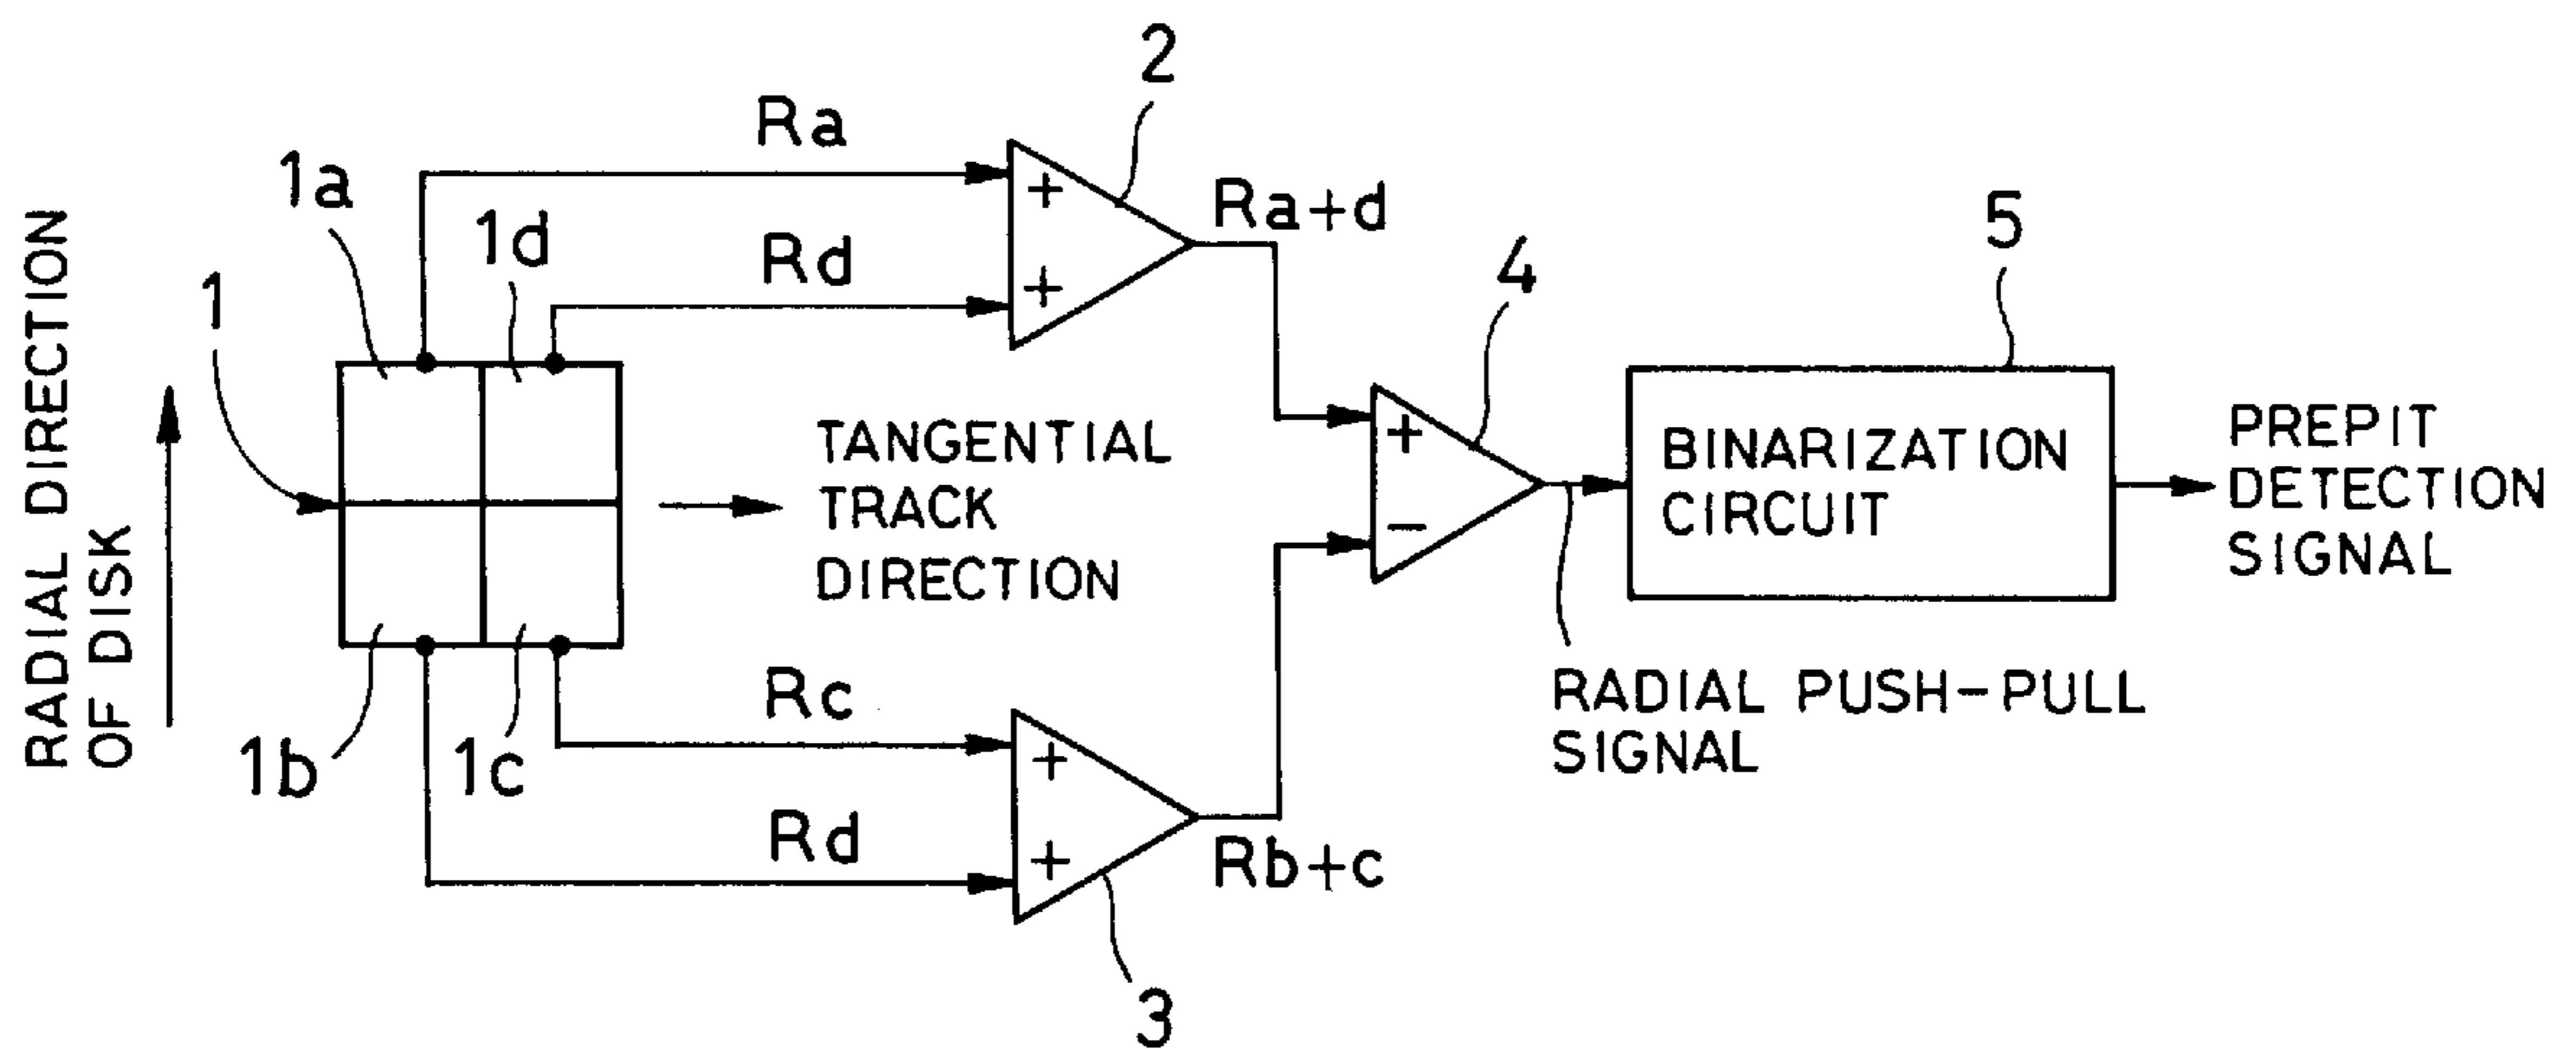 2
Ra
1a
Ra+d
1d
Rd
5
4
1
+
+
RADIAL DIRECTION
OF DISK
TANGENTIAL
TRACK
DIRECTION
+
−
BINARIZATION
CIRCUIT
PREPIT
DETECTION
SIGNAL
RADIAL PUSH-PULL
SIGNAL
Rc
1b
1c
+
+
Rd
Rb+c
3